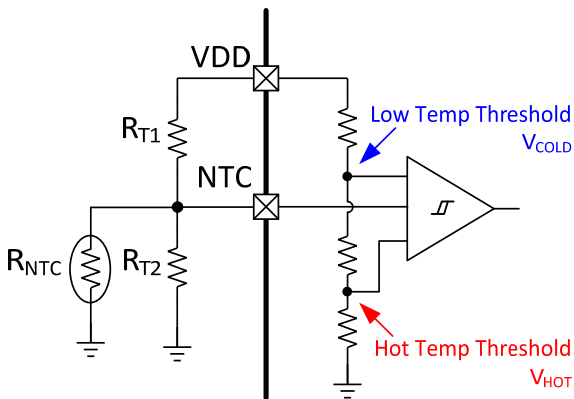 VDD
Low Temp Threshold
VCOLD
RT1
NTC
RNTC
RT2
Hot Temp Threshold
VHOT